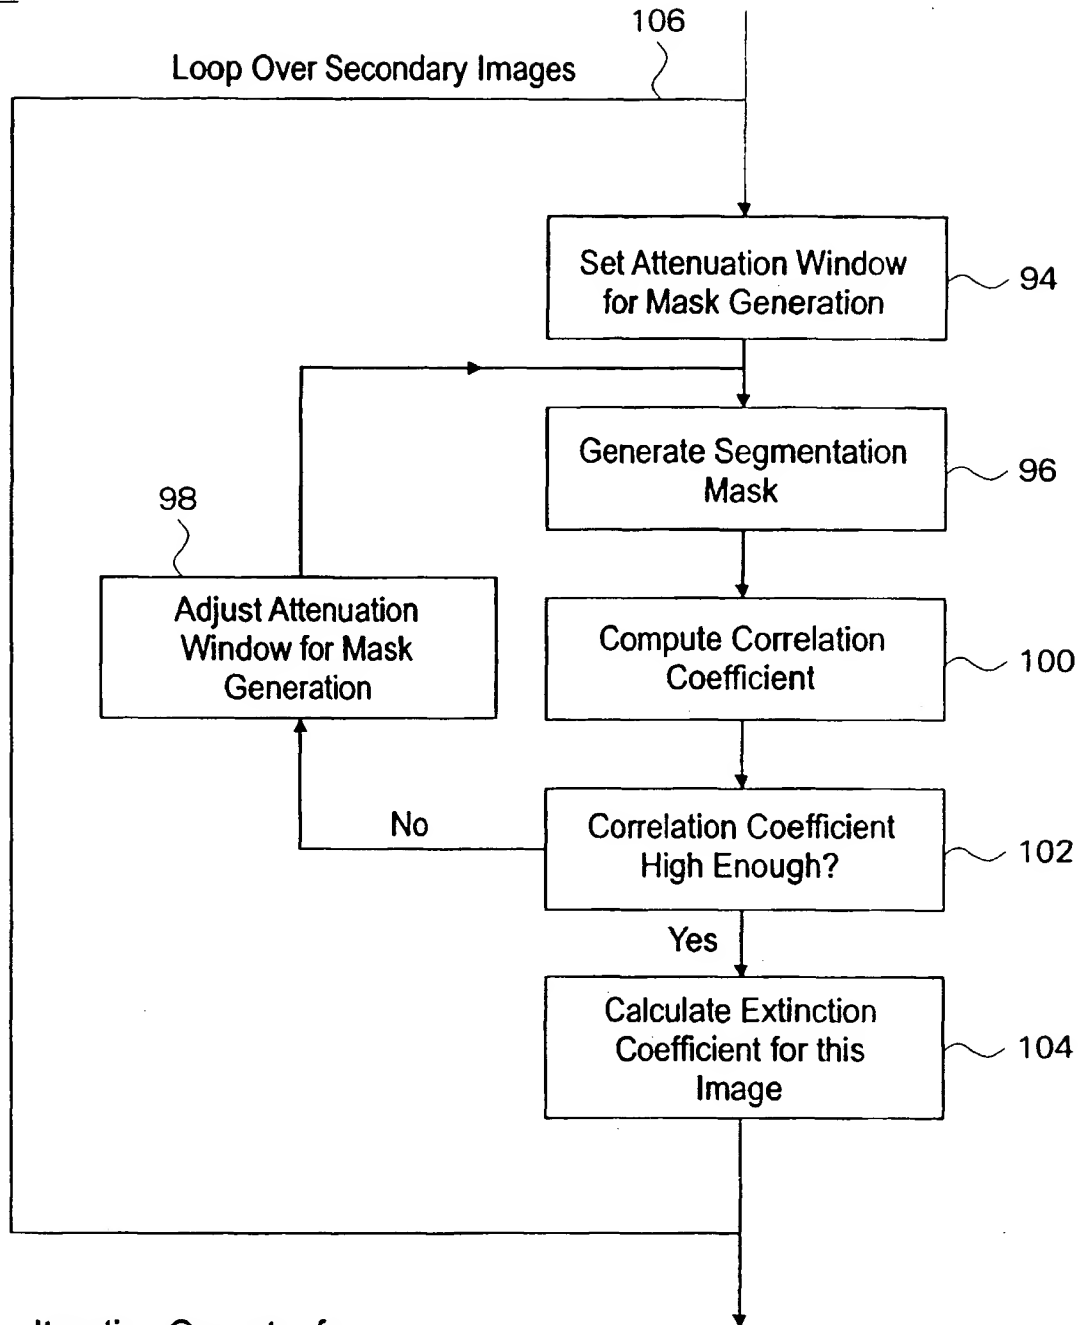 106
Loop Over Secondary Images
Set Attenuation Window
for Mask Generation
94
Generate Segmentation
Mask
96
98
Adjust Attenuation
Window for Mask
Generation
Compute Correlation
Coefficient
100
No
Correlation Coefficient
High Enough?
102
Yes
Calculate Extinction
Coefficient for this
Image
104